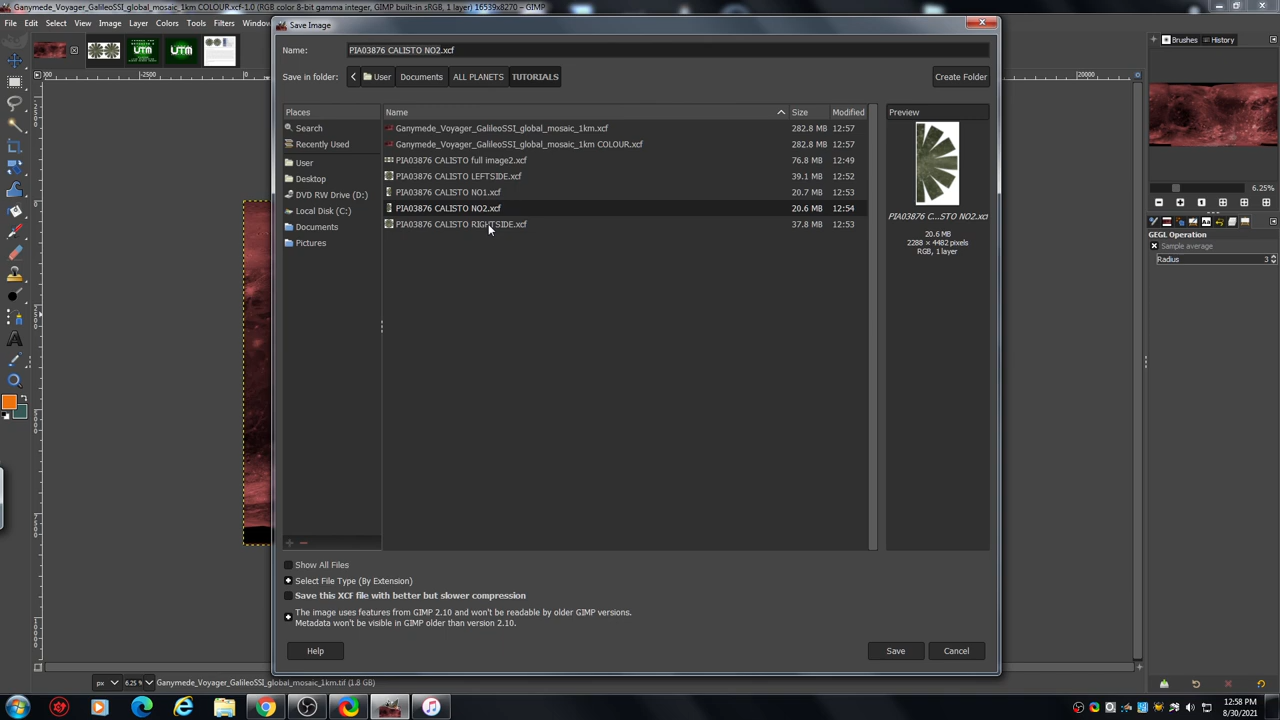 Ganymede_Voyager_GalileoSSI_global_mosaic_1km COLOUR.xcf-1.0 (RGB color 8-bit gamma integer, GIMP built-in sRGB, 1 layer) 16539x8270 – GIMP
File Edit Select View Image Layer Colors Tools Filters Window
Save Image
Name: PIA03876 CALISTO NO2.xcf
Save in folder: User Documents ALL PLANETS TUTORIALS Create Folder
Places
Search
Recently Used
User
Desktop
DVD RW Drive (D:)
Local Disk (C:)
Documents
Pictures
Name Size Modified
Ganymede_Voyager_GalileoSSI_global_mosaic_1km.xcf 282.8 MB 12:57
Ganymede_Voyager_GalileoSSI_global_mosaic_1km COLOUR.xcf 282.8 MB 12:57
PIA03876 CALISTO full image2.xcf 76.8 MB 12:49
PIA03876 CALISTO LEFTSIDE.xcf 39.1 MB 12:52
PIA03876 CALISTO NO1.xcf 20.7 MB 12:53
PIA03876 CALISTO NO2.xcf 20.6 MB 12:54
PIA03876 CALISTO RIGHTSIDE.xcf 37.8 MB 12:53
Preview
PIA03876 C...STO NO2.xcf
20.6 MB
2288 × 4482 pixels
RGB, 1 layer
Show All Files
Select File Type (By Extension)
Save this XCF file with better but slower compression
The image uses features from GIMP 2.10 and won't be readable by older GIMP versions.
Metadata won't be visible in GIMP older than version 2.10.
Help Save Cancel
UTM
UTM
-2500
0
20000
Brushes History
6.25%
GEGL Operation
Sample average
Radius 3
px 6.25 % Ganymede_Voyager_GalileoSSI_global_mosaic_1km.tif (1.8 GB)
12:58 PM
8/30/2021